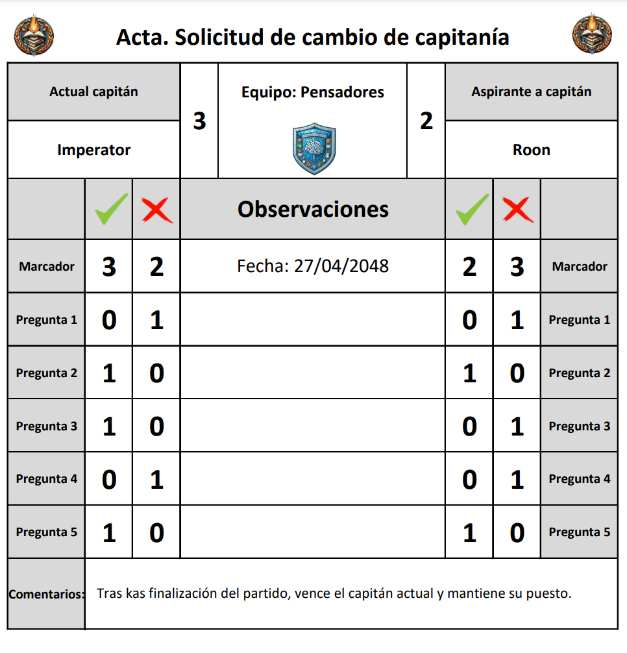 Acta. Solicitud de cambio de capitanía
Actual capitán
3
Equipo: Pensadores
2
Aspirante a capitán
Imperator
Roon
Observaciones
Marcador 3 2 Fecha: 27/04/2048 2 3 Marcador
Pregunta 1 0 1 0 1 Pregunta 1
Pregunta 2 1 0 1 0 Pregunta 2
Pregunta 3 1 0 0 1 Pregunta 3
Pregunta 4 0 1 0 1 Pregunta 4
Pregunta 5 1 0 1 0 Pregunta 5
Comentarios: Tras kas finalización del partido, vence el capitán actual y mantiene su puesto.